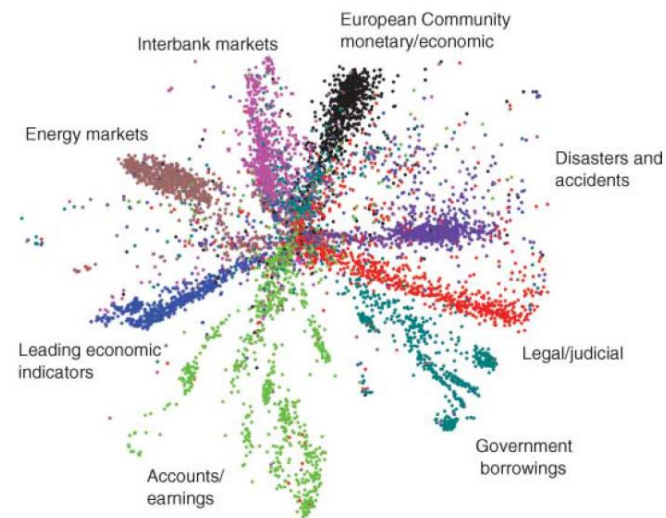 European Community
monetary/economic
Interbank markets
Energy markets
Disasters and
accidents
Leading economic
indicators
Legal/judicial
Government
borrowings
Accounts/
earnings